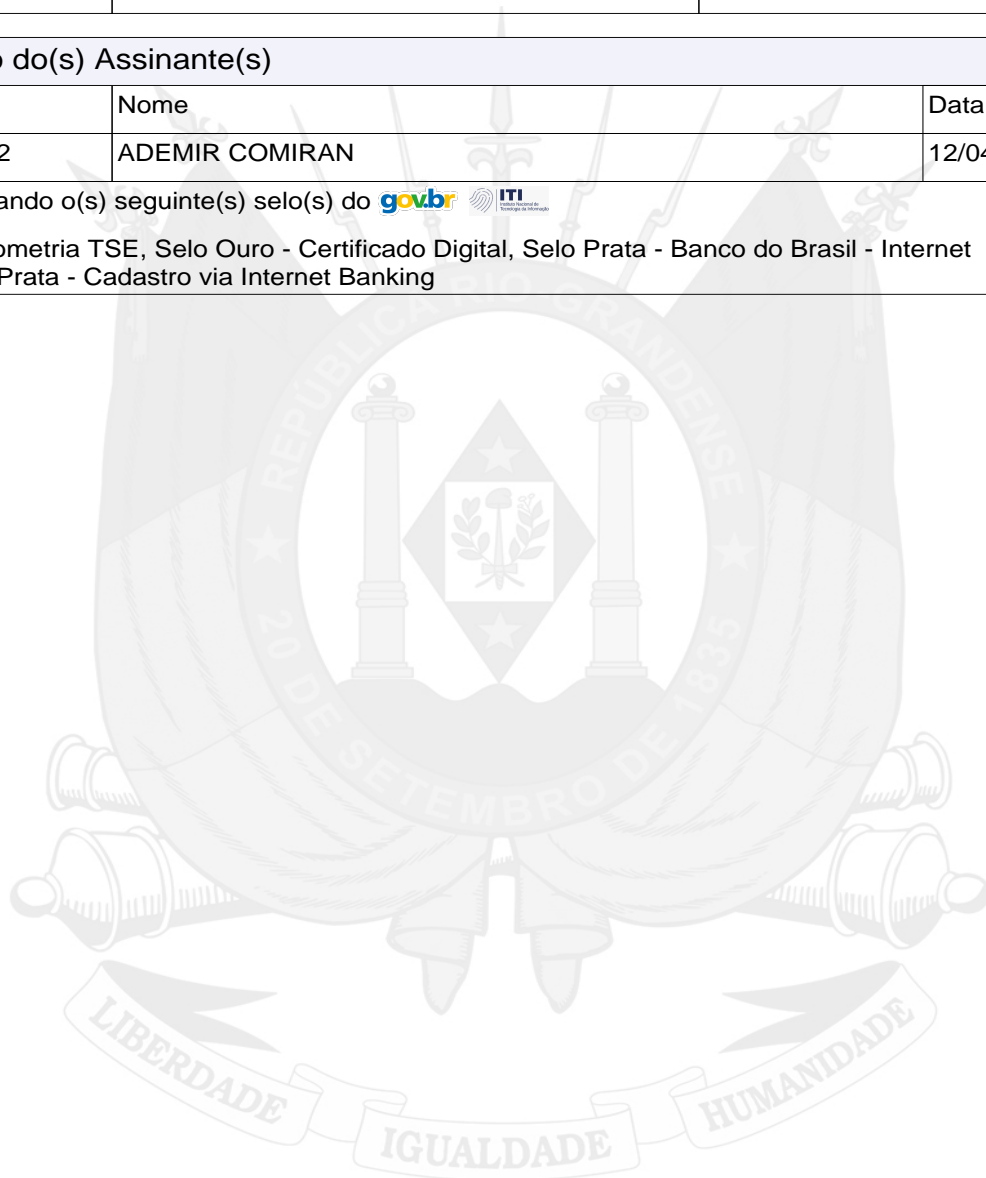 o do(s) Assinante(s)
Nome Data
2 ADEMIR COMIRAN 12/04
ando o(s) seguinte(s) selo(s) do gov.br ITI
ometria TSE, Selo Ouro - Certificado Digital, Selo Prata - Banco do Brasil - Internet
Prata - Cadastro via Internet Banking
REPÚBLICA RIO GRANDENSE
20 DE SETEMBRO DE 1835
LIBERDADE IGUALDADE HUMANIDADE